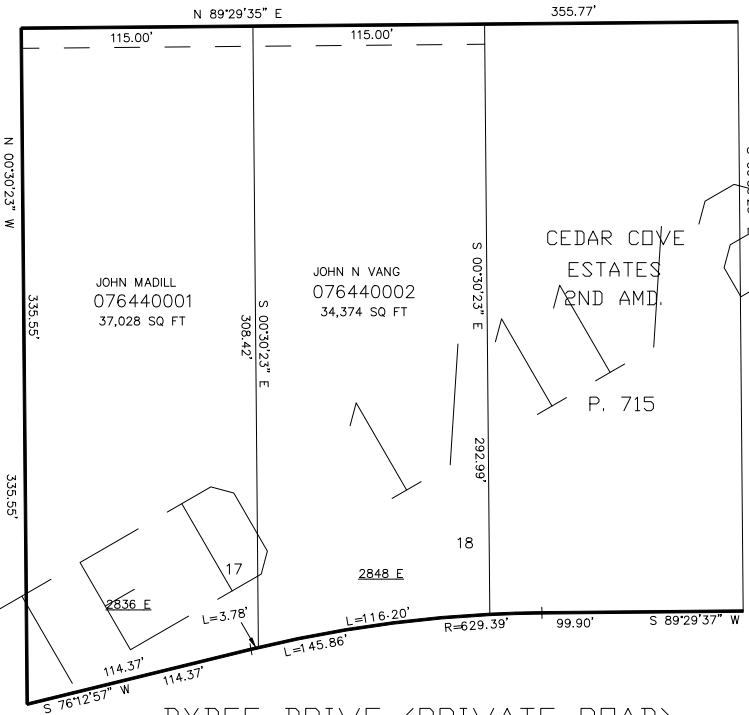 N 89°29'35" E
355.77'
115.00'
115.00'
N 00°30'23" W
335.55'
335.55'
JOHN MADILL
076440001
37,028 SQ FT
S 00°30'23" E
308.42'
JOHN N VANG
076440002
34,374 SQ FT
S 00°30'23" E
292.99'
CEDAR COVE
ESTATES
2ND AMD.
P. 715
17
2836 E
18
2848 E
L=3.78'
L=116.20'
L=145.86'
R=629.39'
99.90'
S 89°29'37" W
114.37'
114.37'
S 76°12'57" W
DRIVE (PRIVATE ROAD)